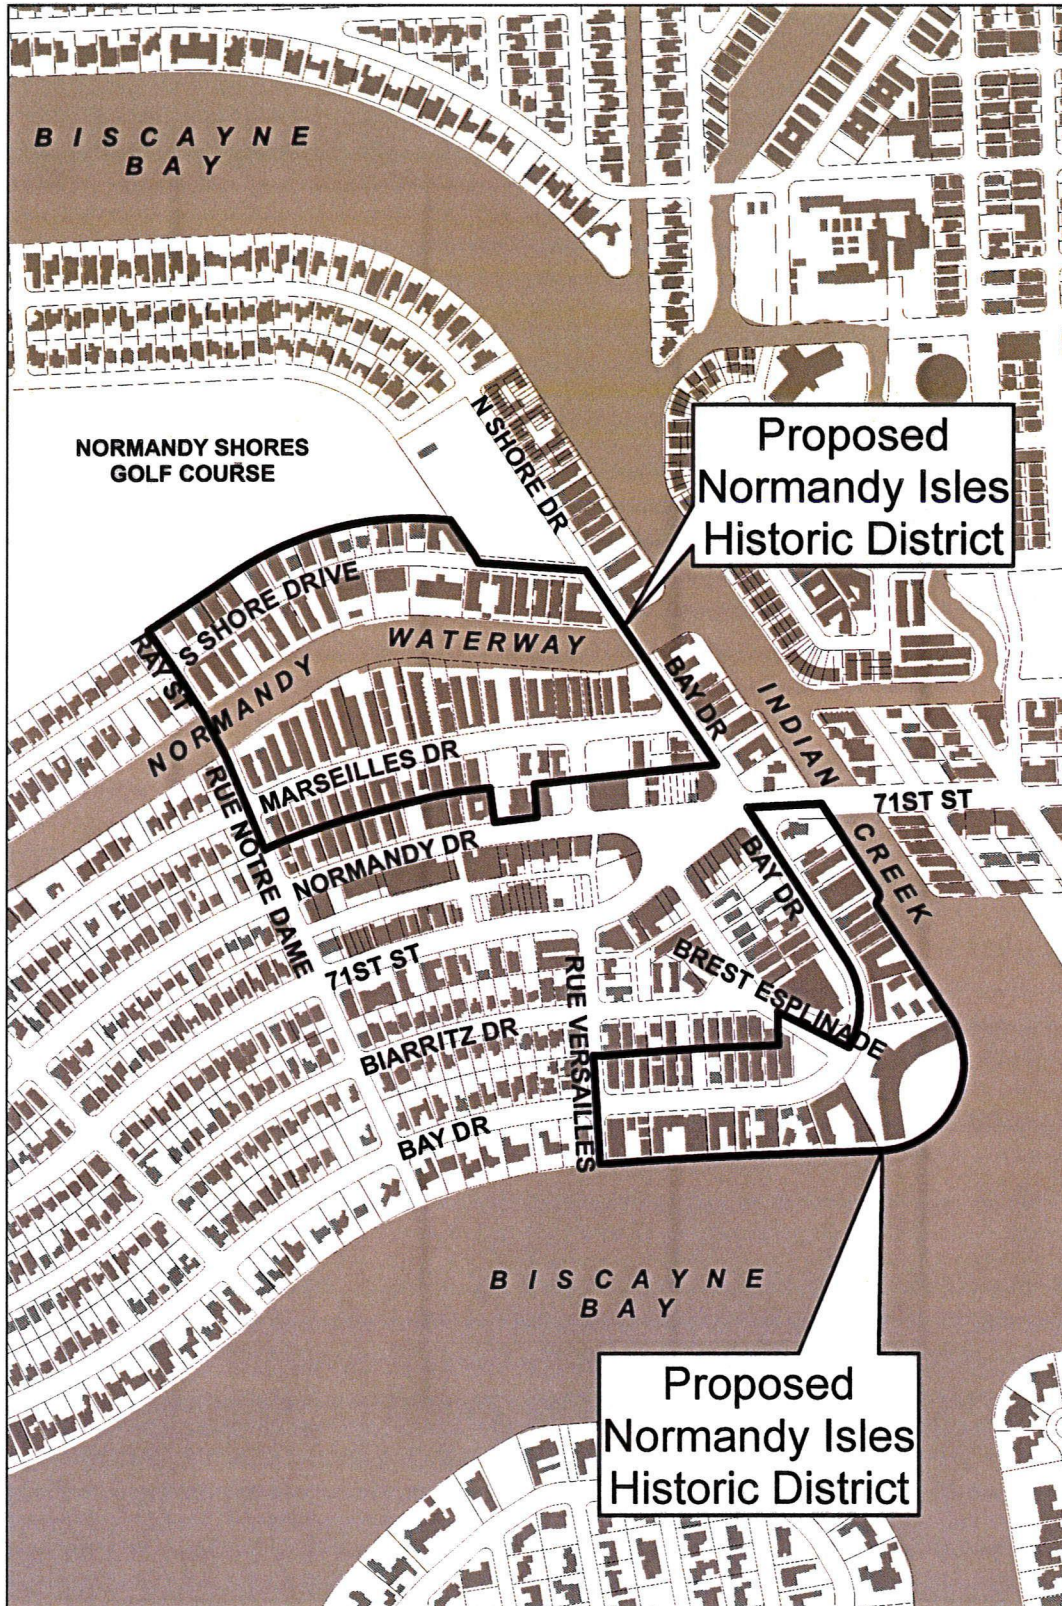 BISCAYNE
BAY
NORMANDY SHORES
GOLF COURSE
N SHORE DR
Proposed
Normandy Isles
Historic District
S SHORE DRIVE
RAY ST
WATERWAY
NORMANDY
BAY DR
INDIAN
MARSEILLES DR
RUE NOTRE DAME
71ST ST
CREEK
NORMANDY DR
BAY DR
71ST ST
BREST ESPLINADE
RUE VERSAILLES
BIARRITZ DR
BAY DR
BISCAYNE
BAY
Proposed
Normandy Isles
Historic District